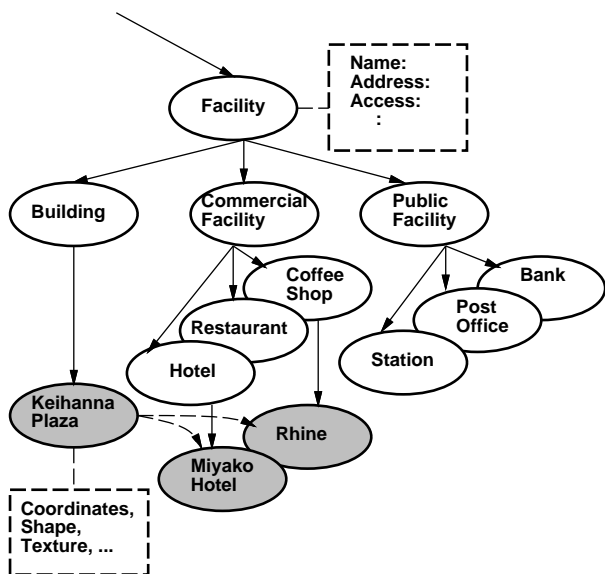 Name:
Address:
Access:
:
Facility
Building
Commercial
Facility
Public
Facility
Coffee
Shop
Bank
Restaurant
Post
Office
Hotel
Station
Keihanna
Plaza
Rhine
Miyako
Hotel
Coordinates,
Shape,
Texture, ...